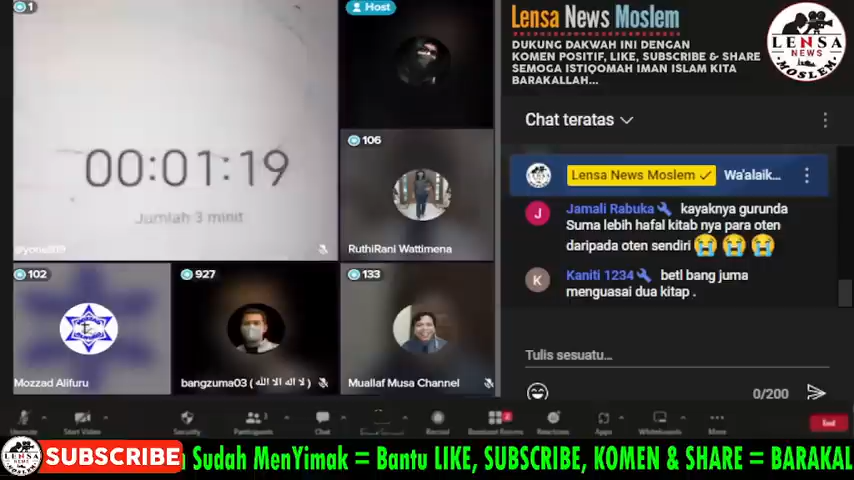 1
00:01:19
Jumlah 3 minit
Host
106
RuthiRani Wattimena
102
Mozzad Alifuru
927
bangzuma03 ( لا اله الا الله )
133
Muallaf Musa Channel
Lensa News Moslem
DUKUNG DAKWAH INI DENGAN
KOMEN POSITIF, LIKE, SUBSCRIBE & SHARE
SEMOGA ISTIQOMAH IMAN ISLAM KITA
BARAKALLAH...
LENSA
NEWS
MOSLEM
Chat teratas
Lensa News Moslem Wa'alaik...
Jamali Rabuka kayaknya gurunda
Suma lebih hafal kitab nya para oten
daripada oten sendiri
Kaniti 1234 betl bang juma
menguasai dua kitap .
Tulis sesuatu...
0/200
Start Video
Security
Participants
Chat
Record
Breakout Rooms
Reactions
Apps
Whiteboards
More
End
LENSA
NEWS
MOSLEM
SUBSCRIBE
Sudah MenYimak = Bantu LIKE, SUBSCRIBE, KOMEN & SHARE = BARAKAL